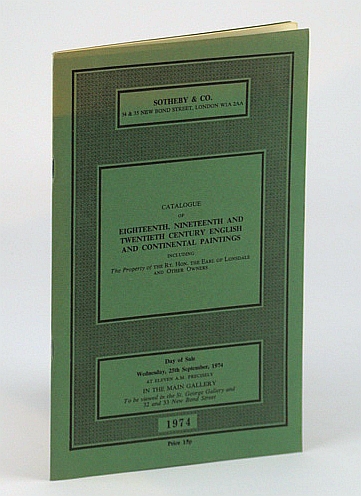 SOTHEBY & CO.
34 & 35 NEW BOND STREET, LONDON W1A 2AA
CATALOGUE
OF
EIGHTEENTH, NINETEENTH AND
TWENTIETH CENTURY ENGLISH
AND CONTINENTAL PAINTINGS
INCLUDING
The Property of THE RT. HON. THE EARL OF LONSDALE
AND OTHER OWNERS
Day of Sale
Wednesday, 25th September, 1974
AT ELEVEN A.M. PRECISELY
IN THE MAIN GALLERY
To be viewed in the St. George Gallery and
32 and 33 New Bond Street
1974
Price 15p